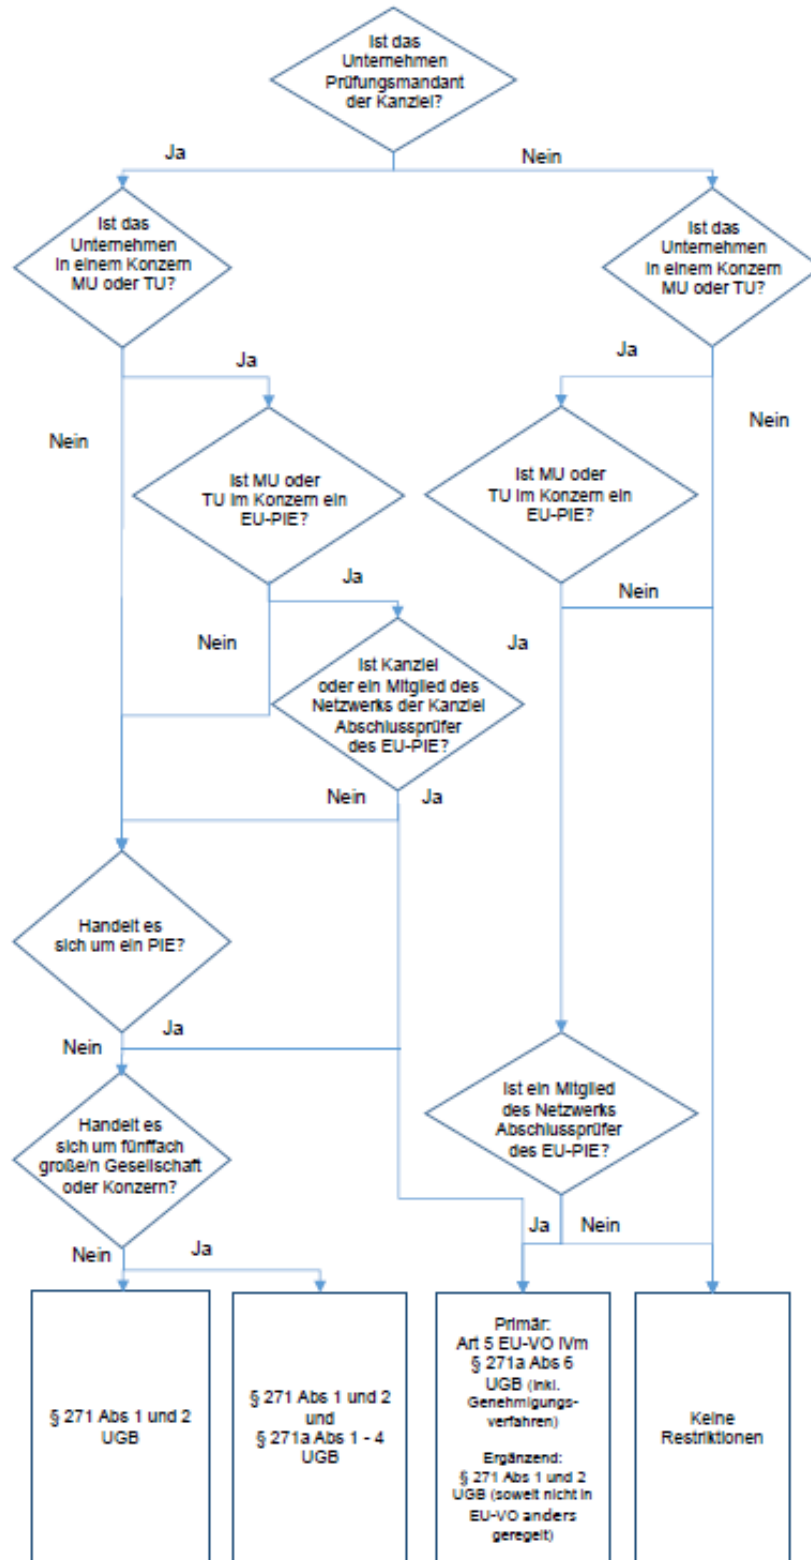 Ist das
Unternehmen
Prüfungsmandant
der Kanzlei?
Ja
Nein
Ist das
Unternehmen
in einem Konzern
MU oder TU?
Ist das
Unternehmen
in einem Konzern
MU oder TU?
Ja
Ja
Nein
Nein
Ist MU oder
TU im Konzern ein
EU-PIE?
Ist MU oder
TU im Konzern ein
EU-PIE?
Ja
Nein
Nein
Ja
Ist Kanzlei
oder ein Mitglied des
Netzwerks der Kanzlei
Abschlussprüfer
des EU-PIE?
Nein
Ja
Handelt es
sich um ein PIE?
Ja
Nein
Handelt es
sich um fünffach
große/n Gesellschaft
oder Konzern?
Ist ein Mitglied
des Netzwerks
Abschlussprüfer
des EU-PIE?
Nein
Ja
Ja
Nein
§ 271 Abs 1 und 2
UGB
§ 271 Abs 1 und 2
und
§ 271a Abs 1 - 4
UGB
Primär:
Art 5 EU-VO iVm
§ 271a Abs 6
UGB (inkl.
Genehmigungs-
verfahren)
Ergänzend:
§ 271 Abs 1 und 2
UGB (soweit nicht in
EU-VO anders
geregelt)
Keine
Restriktionen